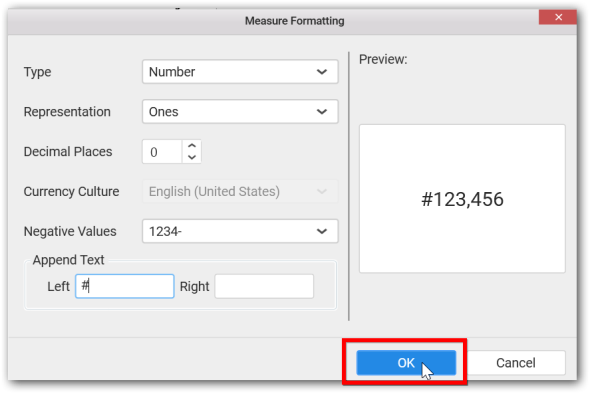 Measure Formatting
Type Number
Representation Ones
Decimal Places 0
Currency Culture English (United States)
Negative Values 1234-
Append Text
Left # Right
Preview:
#123,456
OK Cancel